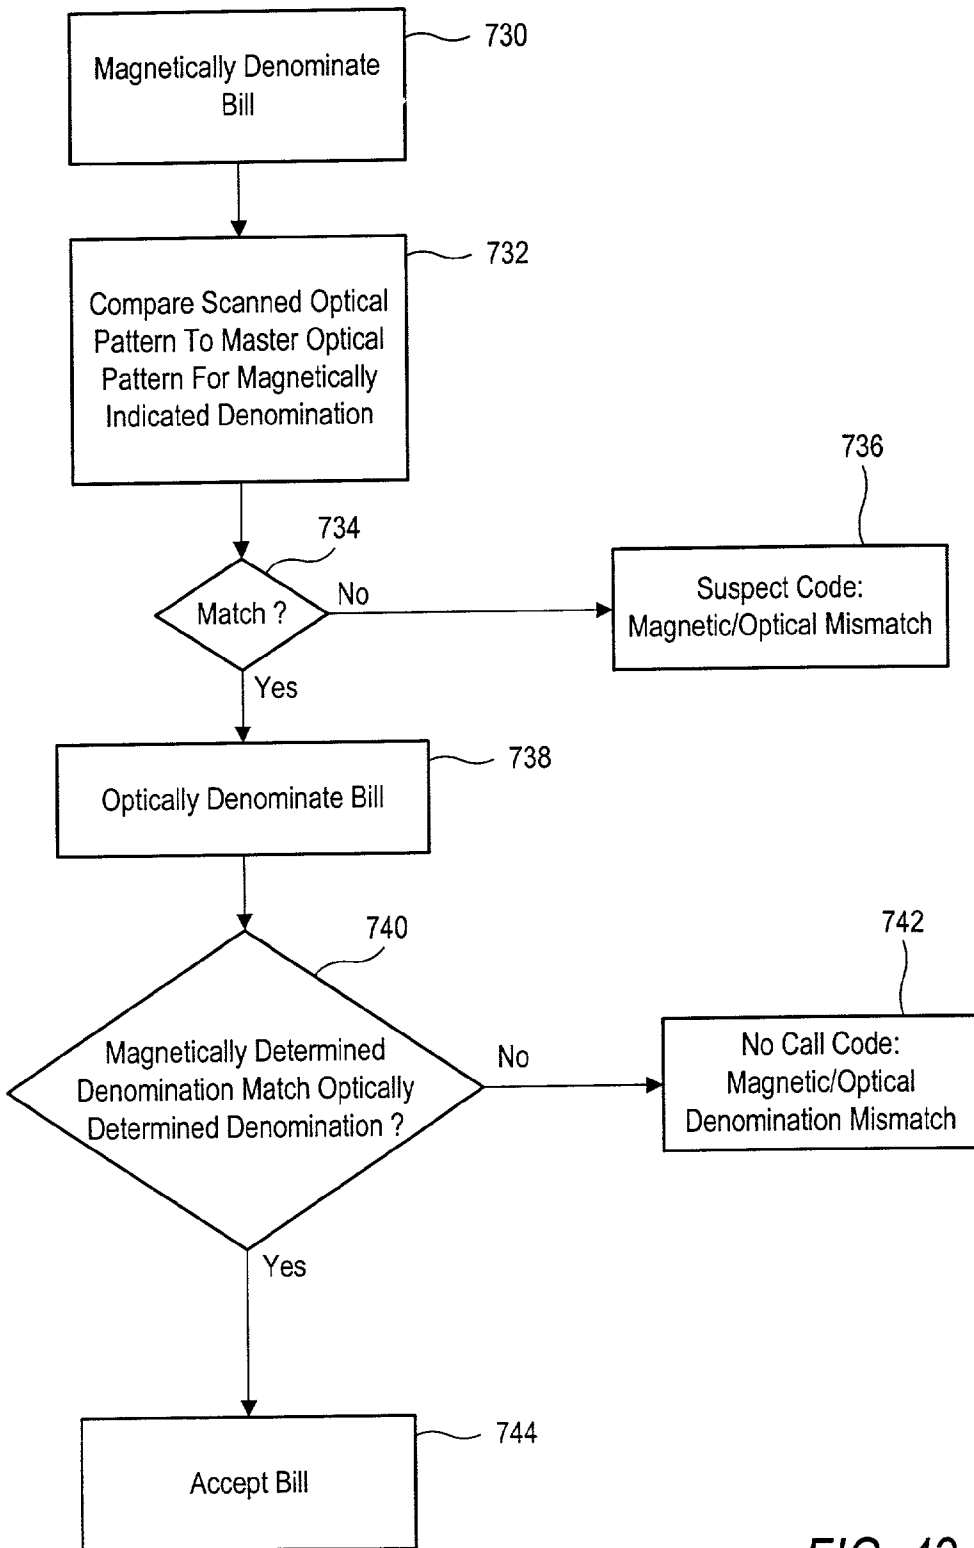 730
Magnetically Denominate
Bill
732
Compare Scanned Optical
Pattern To Master Optical
Pattern For Magnetically
Indicated Denomination
734
Match ?
No
736
Suspect Code:
Magnetic/Optical Mismatch
Yes
738
Optically Denominate Bill
740
Magnetically Determined
Denomination Match Optically
Determined Denomination ?
No
742
No Call Code:
Magnetic/Optical
Denomination Mismatch
Yes
744
Accept Bill